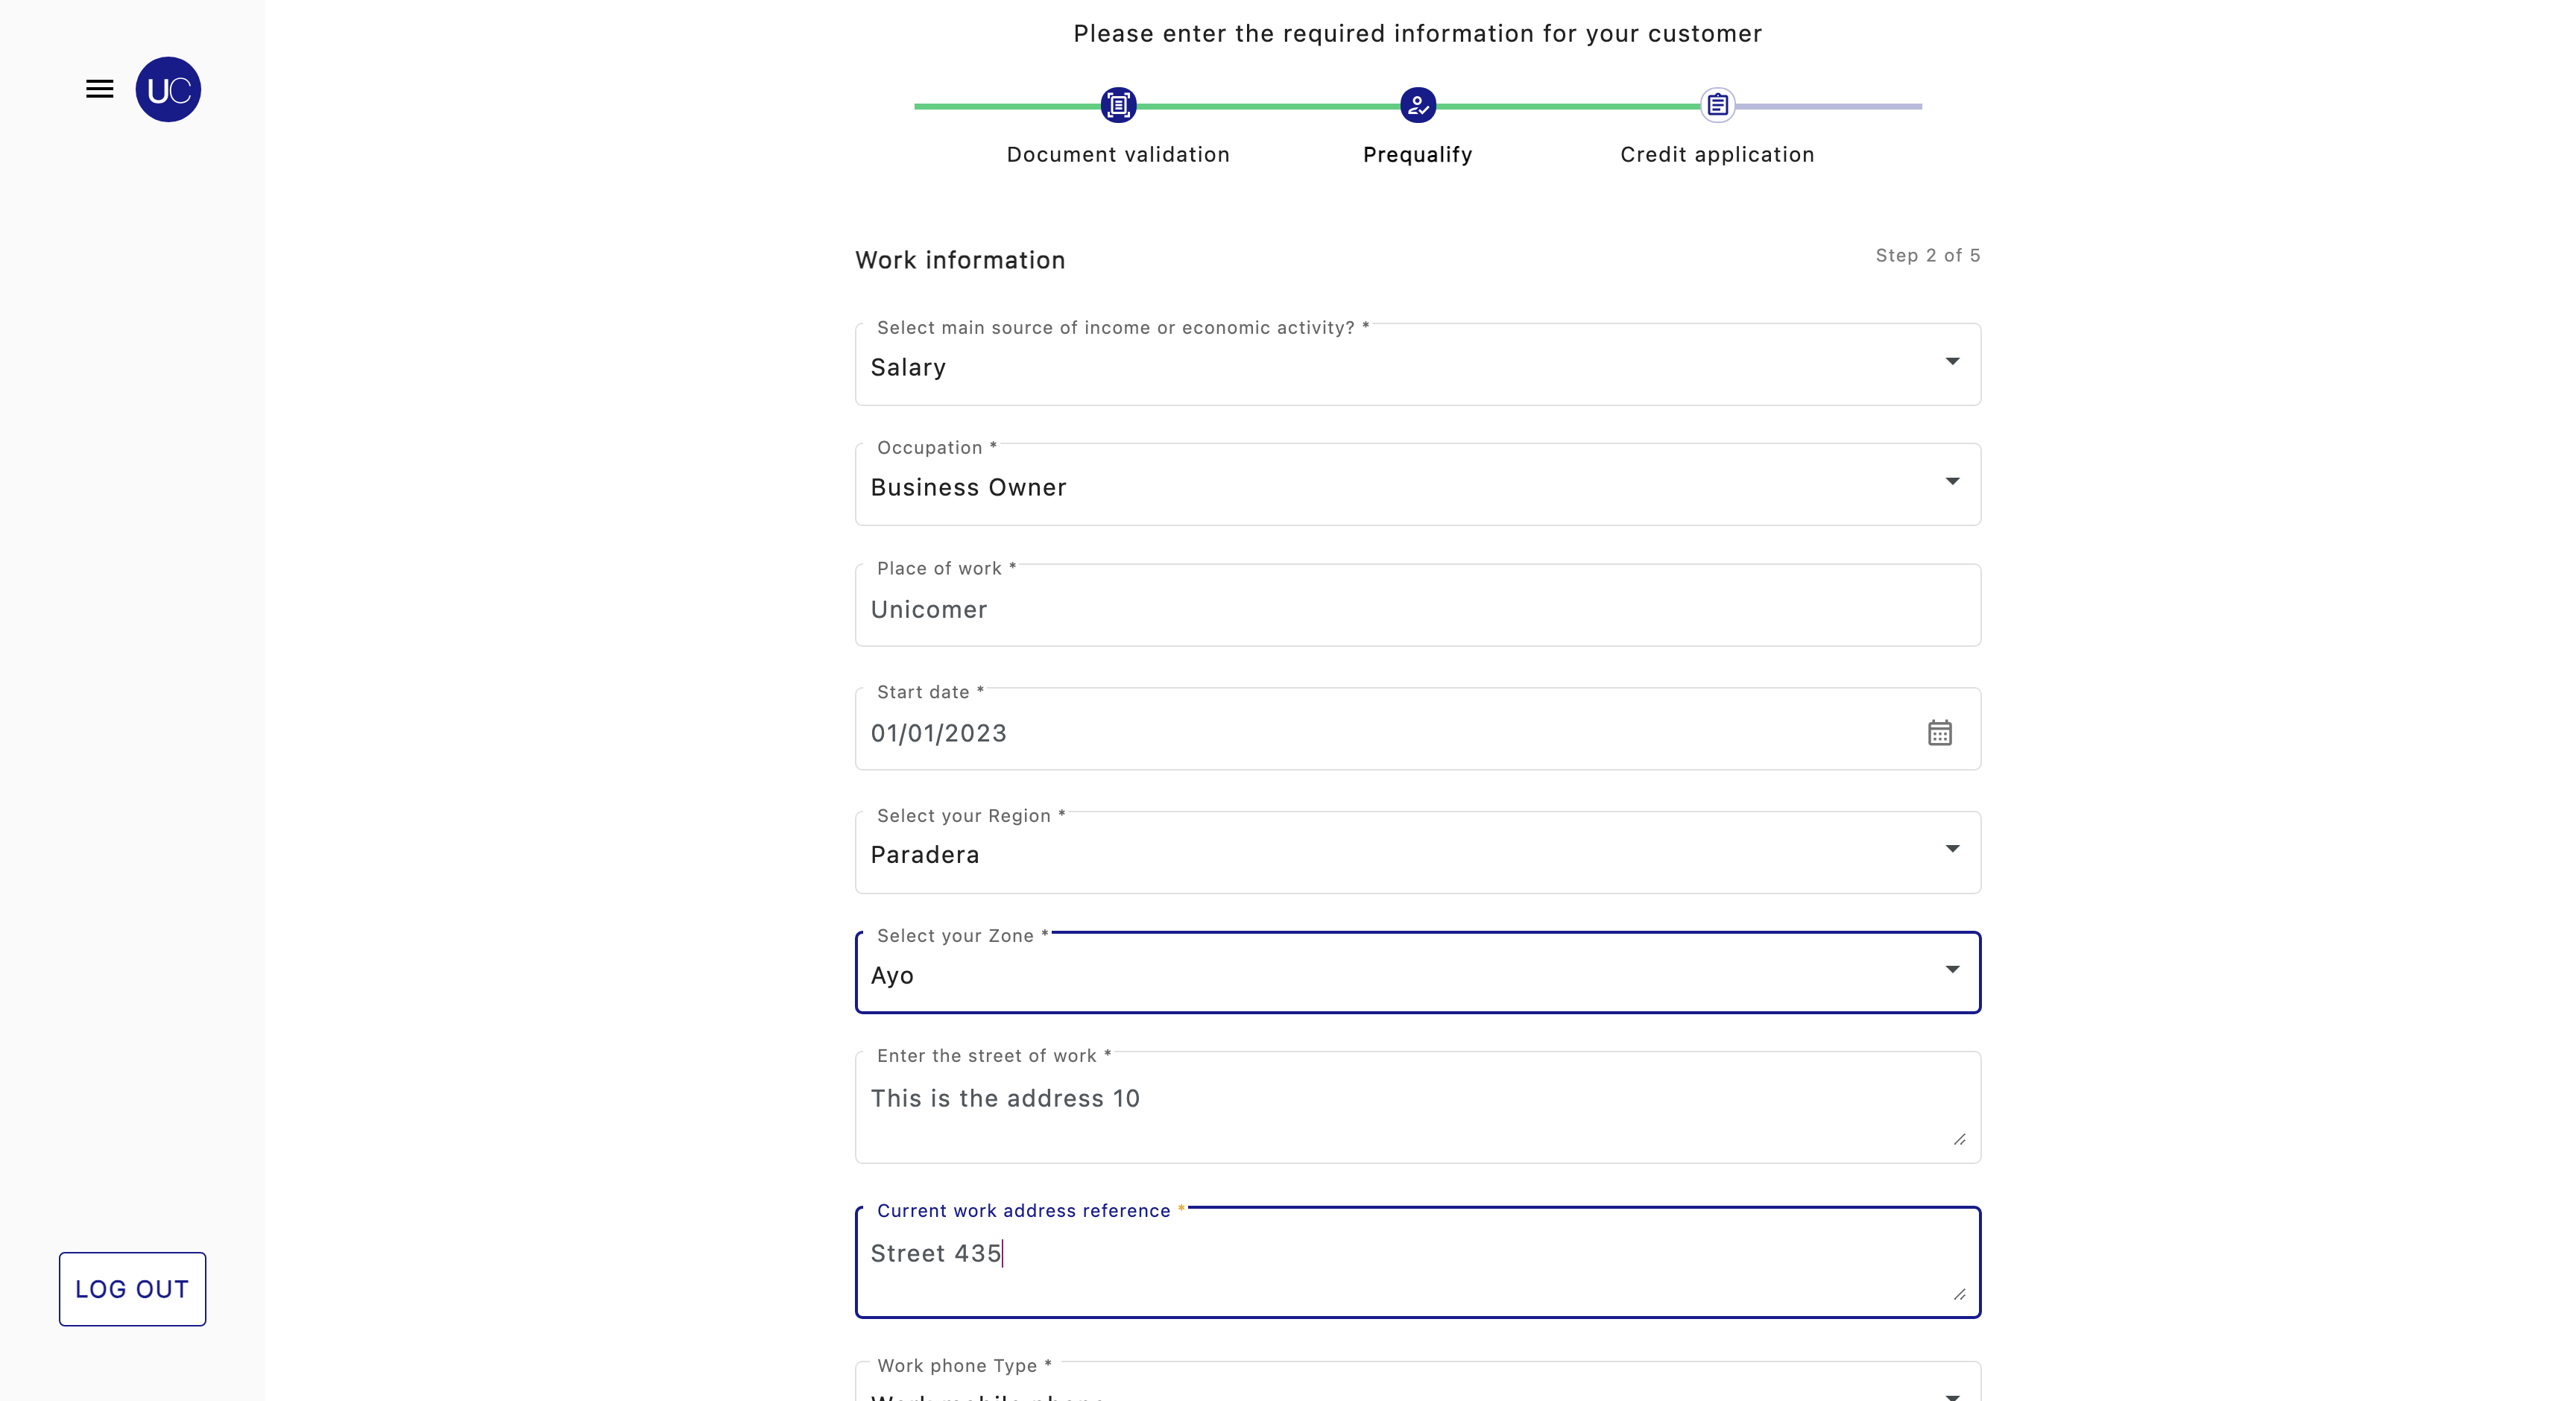 Please enter the required information for your customer
UC
Document validation
Prequalify
Credit application
Work information
Step 2 of 5
Select main source of income or economic activity? *
Salary
Occupation *
Business Owner
Place of work *
Unicomer
Start date *
01/01/2023
Select your Region *
Paradera
Select your Zone *
Ayo
Enter the street of work *
This is the address 10
Current work address reference *
Street 435
LOG OUT
Work phone Type *
Work mobile phone